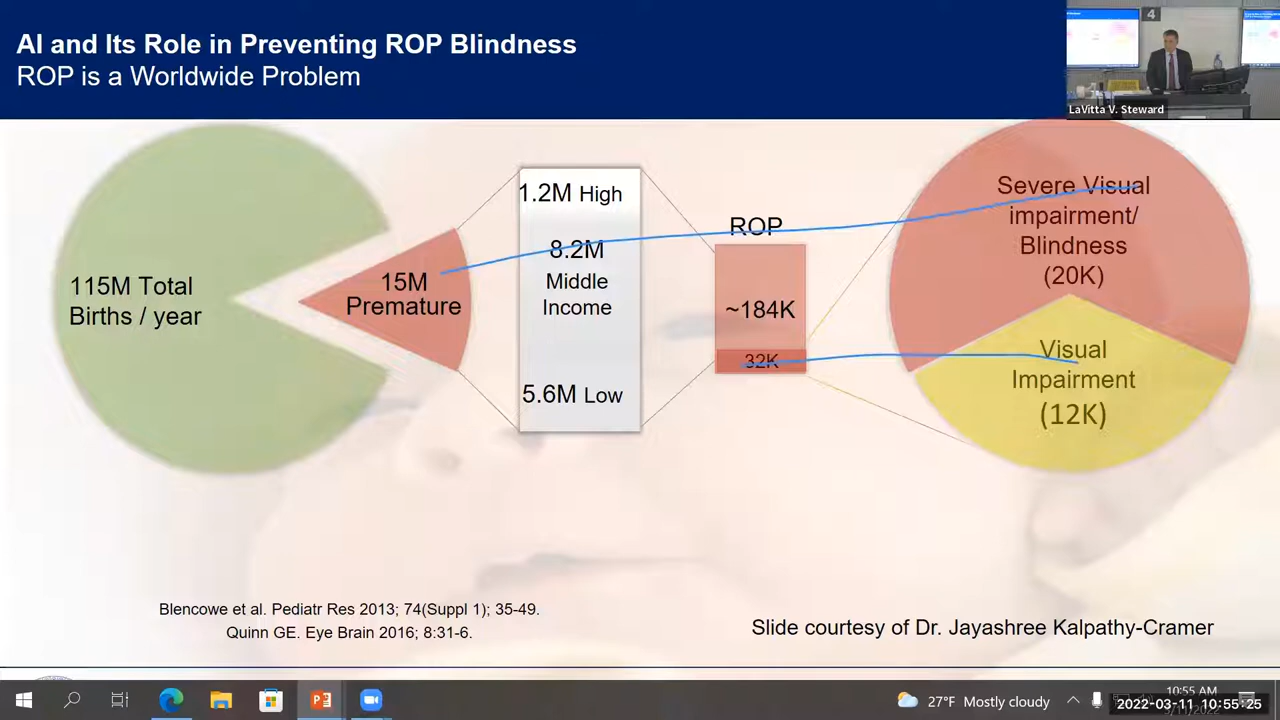 AI and Its Role in Preventing ROP Blindness
ROP is a Worldwide Problem
4
LaVitta V. Steward
115M Total
Births / year
15M
Premature
1.2M High
8.2M
Middle
Income
5.6M Low
ROP
~184K
32K
Severe Visual
impairment/
Blindness
(20K)
Visual
Impairment
(12K)
Blencowe et al. Pediatr Res 2013; 74(Suppl 1); 35-49.
Quinn GE. Eye Brain 2016; 8:31-6.
Slide courtesy of Dr. Jayashree Kalpathy-Cramer
27°F Mostly cloudy
10:55 AM
2022-03-11 10:55:25